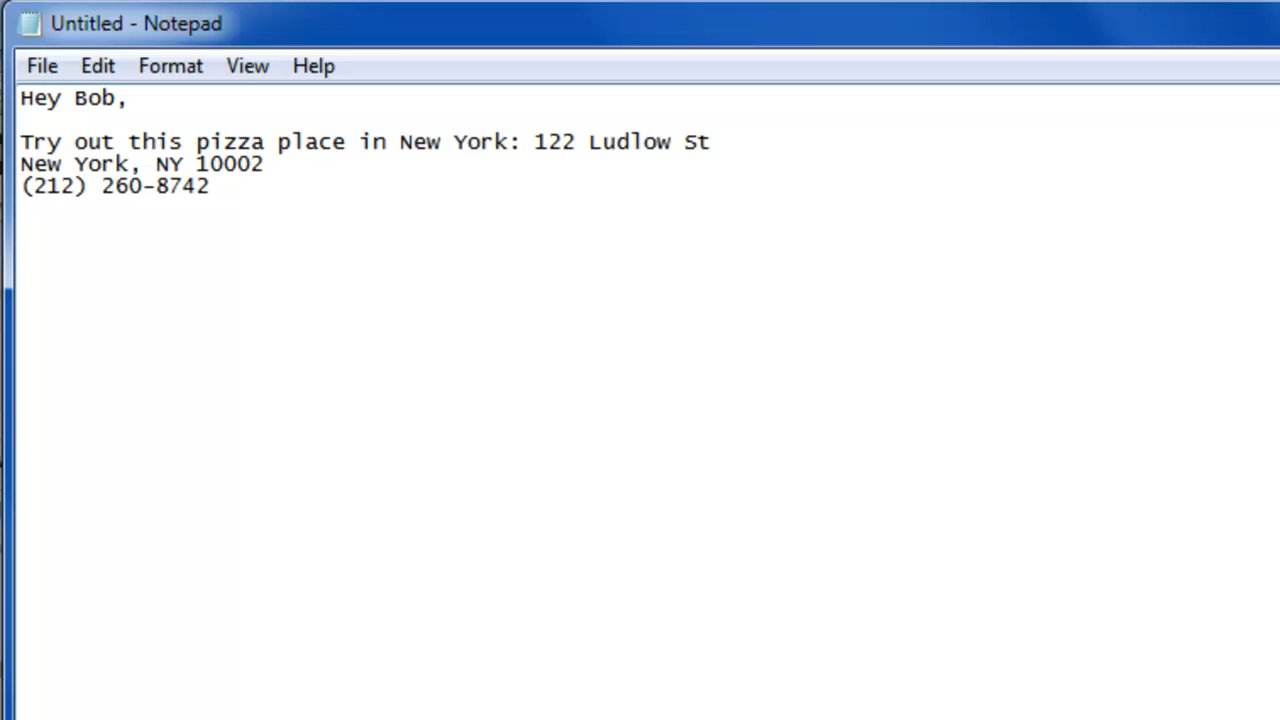 Untitled - Notepad
File Edit Format View Help
Hey Bob,
Try out this pizza place in New York: 122 Ludlow St
New York, NY 10002
(212) 260-8742